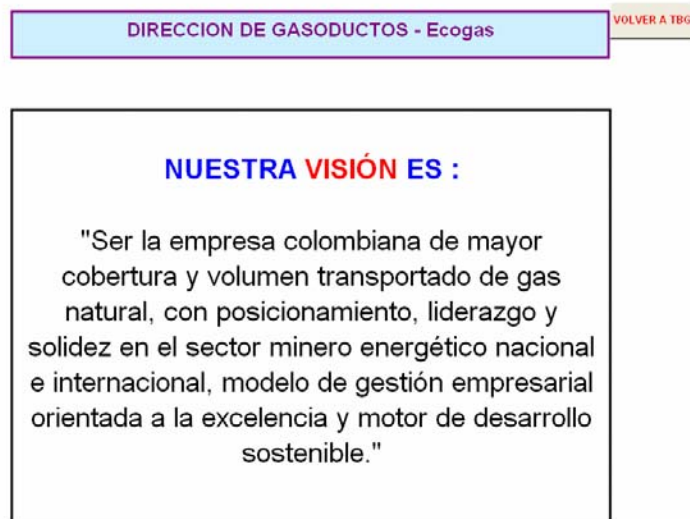 DIRECCION DE GASODUCTOS - Ecogas
VOLVER A TBG
NUESTRA VISIÓN ES :
"Ser la empresa colombiana de mayor
cobertura y volumen transportado de gas
natural, con posicionamiento, liderazgo y
solidez en el sector minero energético nacional
e internacional, modelo de gestión empresarial
orientada a la excelencia y motor de desarrollo
sostenible."